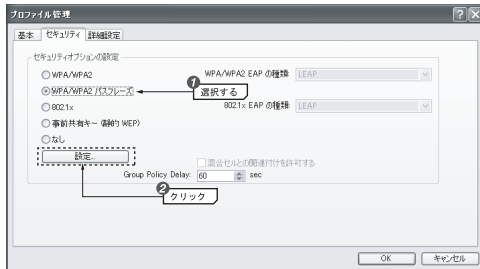 プロファイル管理
基本 セキュリティ 詳細設定
セキュリティオプションの設定
WPA/WPA2 WPA/WPA2 EAP の種類: LEAP
❶ 選択する
WPA/WPA2 パスフレーズ
802.1x 802.1x EAP の種類: LEAP
事前共有キー (静的 WEP)
なし
設定... 混合セルとの関連付けを許可する
Group Policy Delay: 60 sec
❷ クリック
OK キャンセル